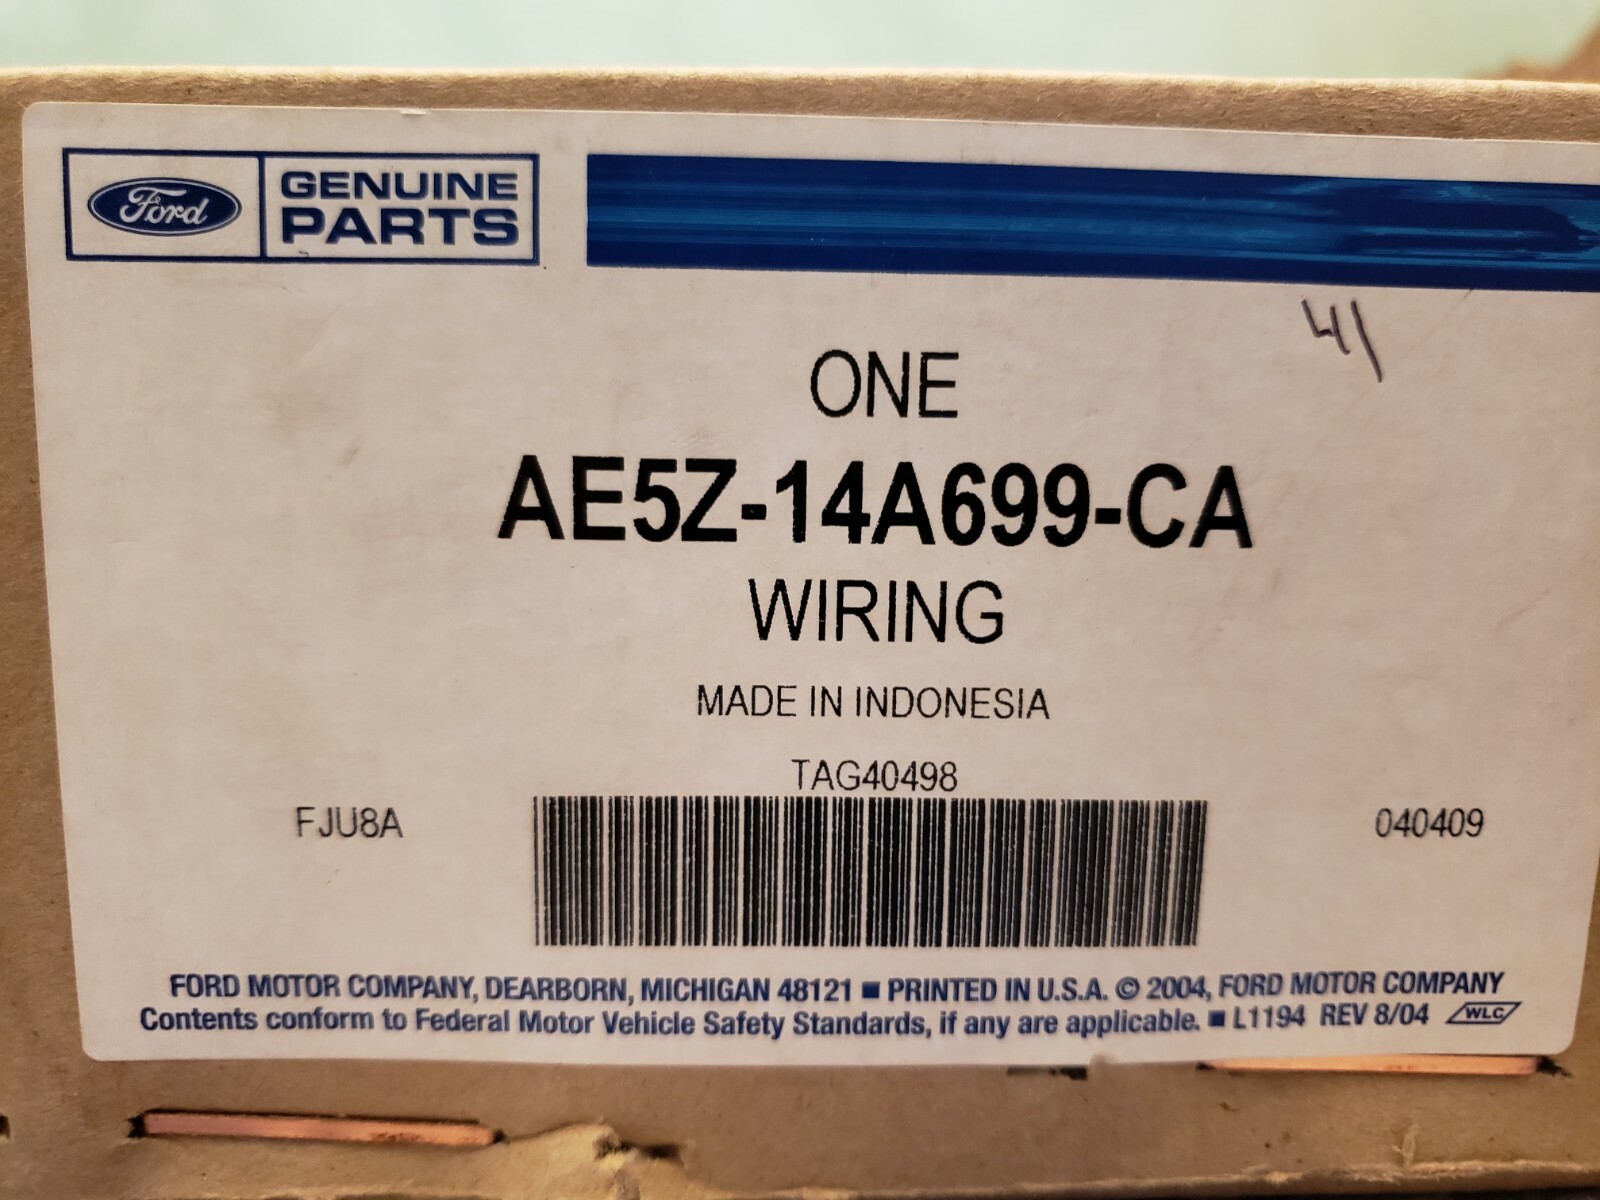 Ford GENUINE PARTS
41
ONE
AE5Z-14A699-CA
WIRING
MADE IN INDONESIA
TAG40498
FJU8A
040409
FORD MOTOR COMPANY, DEARBORN, MICHIGAN 48121 ■ PRINTED IN U.S.A. © 2004, FORD MOTOR COMPANY
Contents conform to Federal Motor Vehicle Safety Standards, if any are applicable. ■ L1194 REV 8/04 WLC